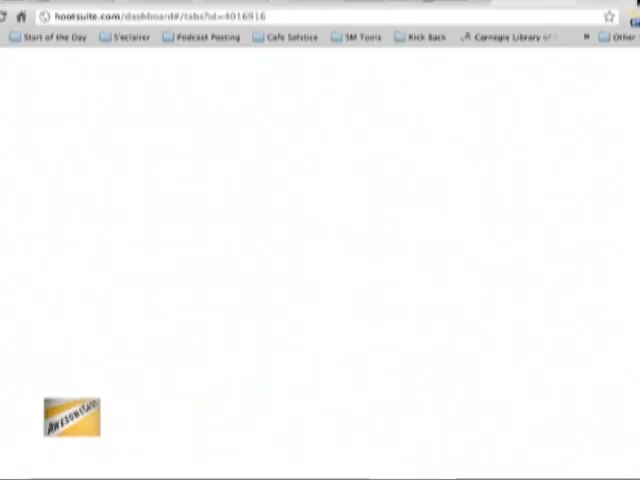 hootsuite.com/dashboard#/tabs?id=4016916
Start of the Day S'eclairer Podcast Posting Cafe Solstice SM Tools Kick Back Carnegie Library of » Other